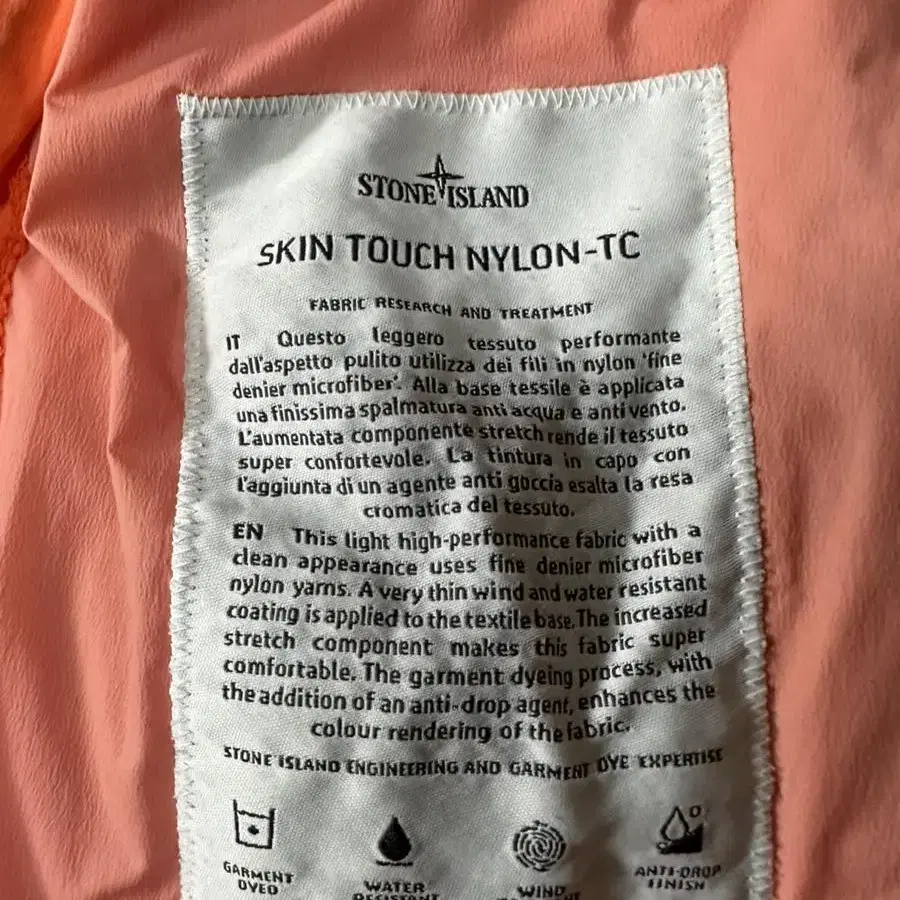 STONE ISLAND
SKIN TOUCH NYLON-TC
FABRIC RESEARCH AND TREATMENT
IT Questo leggero tessuto performante
dall'aspetto pulito utilizza dei fili in nylon 'fine
denier microfiber'. Alla base tessile è applicata
una finissima spalmatura anti acqua e anti vento.
L'aumentata componente stretch rende il tessuto
super confortevole. La tintura in capo con
l'aggiunta di un agente anti goccia esalta la resa
cromatica del tessuto.
EN This light high-performance fabric with a
clean appearance uses fine denier microfiber
nylon yarns. A very thin wind and water resistant
coating is applied to the textile base. The increased
stretch component makes this fabric super
comfortable. The garment dyeing process, with
the addition of an anti-drop agent, enhances the
colour rendering of the fabric.
STONE ISLAND ENGINEERING AND GARMENT DYE EXPERTISE
GARMENT DYED
WATER RESISTANT
WIND
ANTI-DROP FINISH